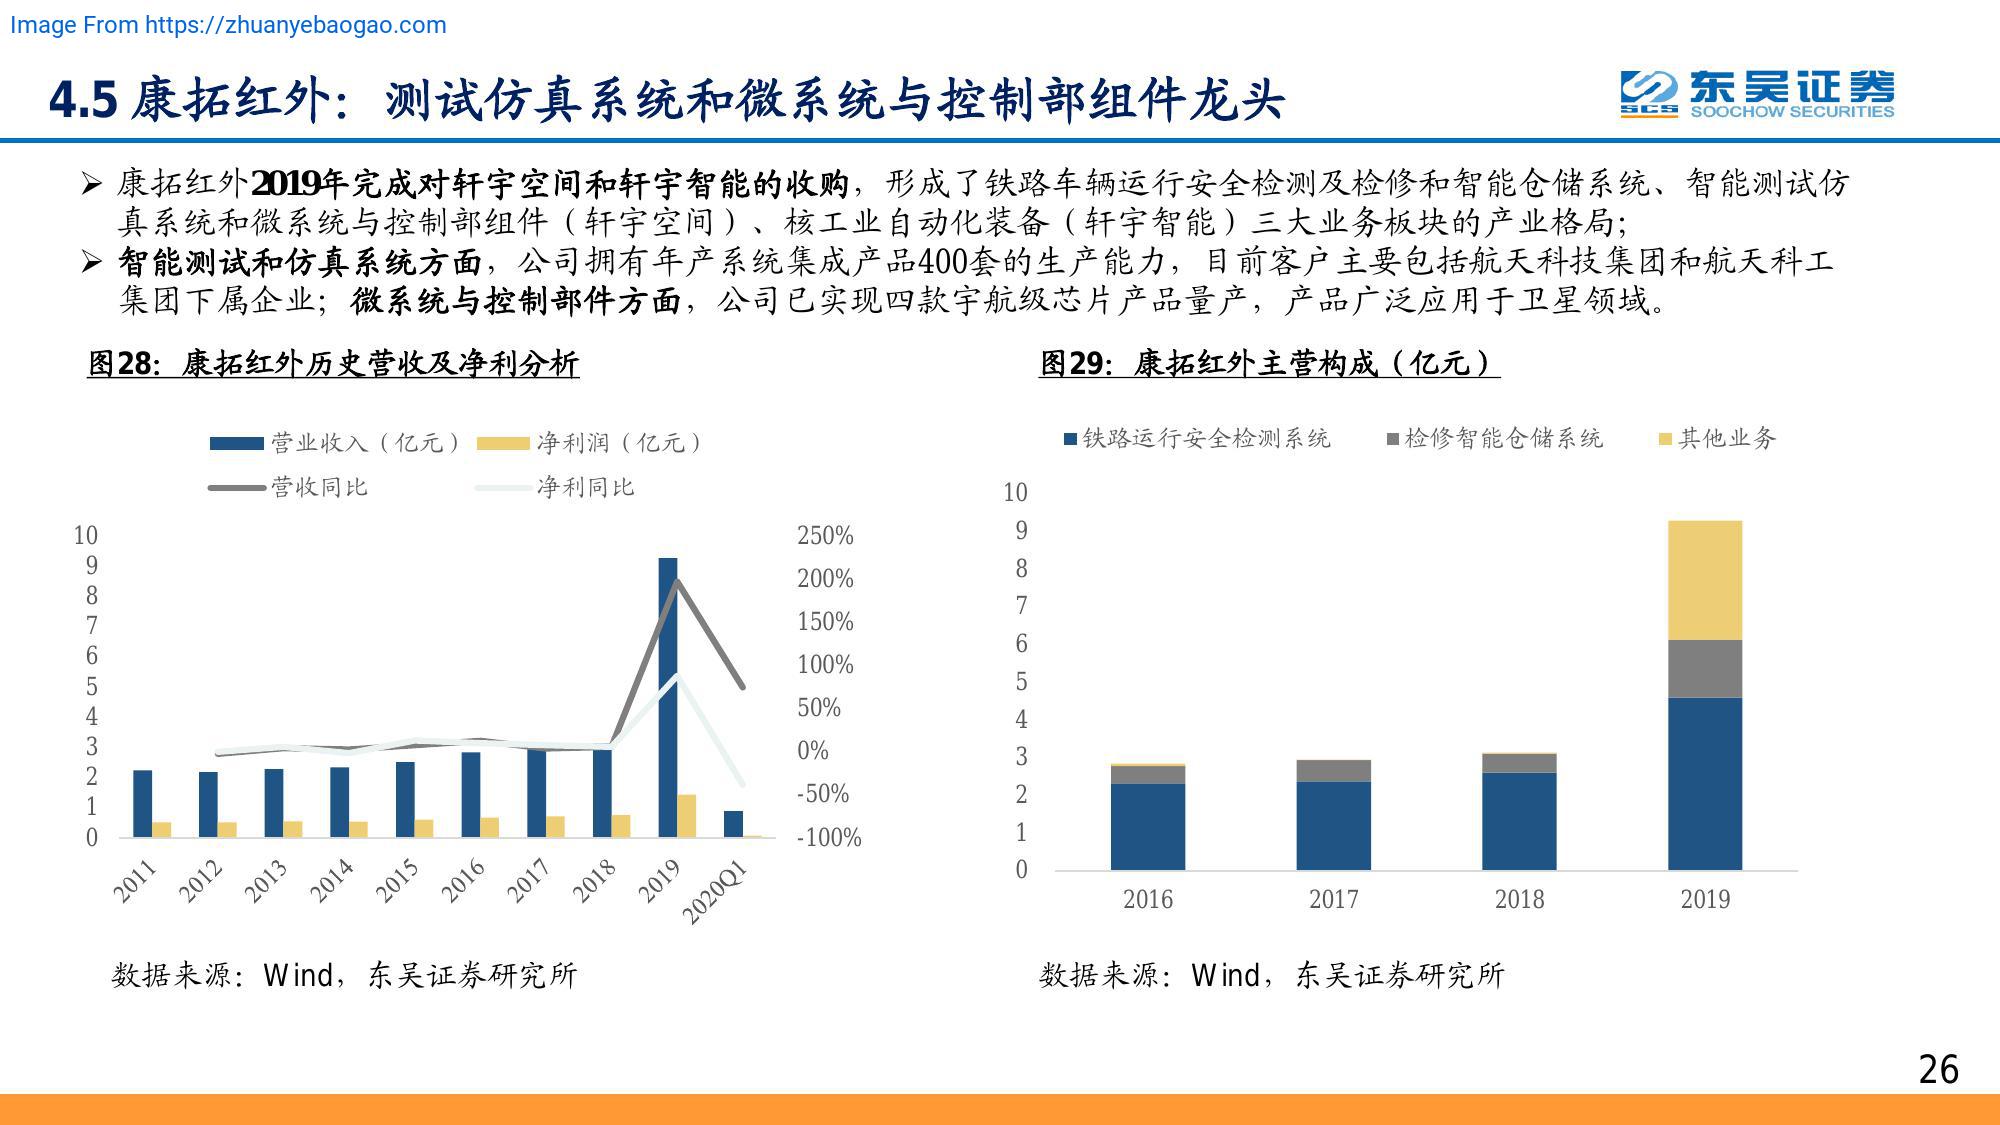 Image From https://zhuanyebaogao.com
4.5 康拓红外：测试仿真系统和微系统与控制部组件龙头
东吴证券
SCS SOOCHOW SECURITIES
➢ 康拓红外2019年完成对轩宇空间和轩宇智能的收购，形成了铁路车辆运行安全检测及检修和智能仓储系统、智能测试仿
真系统和微系统与控制部组件（轩宇空间）、核工业自动化装备（轩宇智能）三大业务板块的产业格局；
➢ 智能测试和仿真系统方面，公司拥有年产系统集成产品400套的生产能力，目前客户主要包括航天科技集团和航天科工
集团下属企业；微系统与控制部件方面，公司已实现四款宇航级芯片产品量产，产品广泛应用于卫星领域。
图28：康拓红外历史营收及净利分析
营业收入（亿元） 净利润（亿元）
营收同比 净利同比
10
9
8
7
6
5
4
3
2
1
0
250%
200%
150%
100%
50%
0%
-50%
-100%
2011 2012 2013 2014 2015 2016 2017 2018 2019 2020Q1
数据来源：Wind，东吴证券研究所
图29：康拓红外主营构成（亿元）
铁路运行安全检测系统 检修智能仓储系统 其他业务
10
9
8
7
6
5
4
3
2
1
0
2016 2017 2018 2019
数据来源：Wind，东吴证券研究所
26